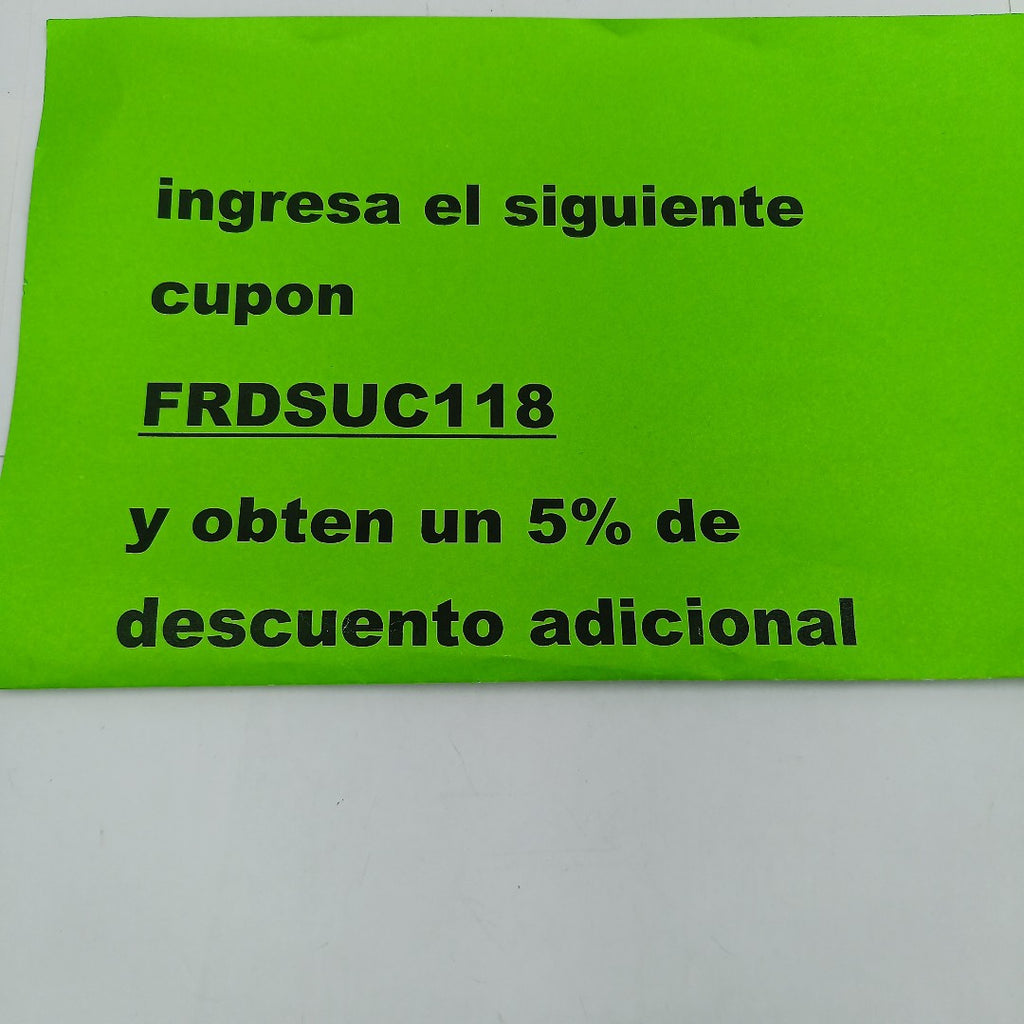 ingresa el siguiente
cupon
FRDSUC118
y obten un 5% de
descuento adicional